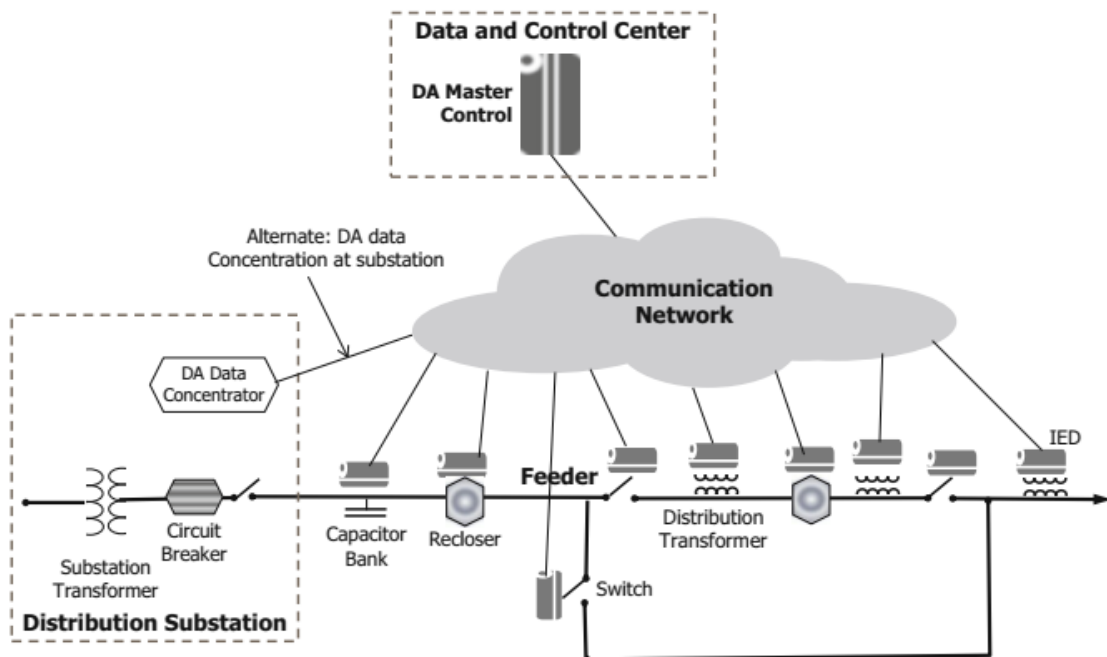 Data and Control Center
DA Master
Control
Alternate: DA data
Concentration at substation
Communication
Network
DA Data
Concentrator
IED
Feeder
Circuit
Breaker
Capacitor
Bank
Recloser
Distribution
Transformer
Substation
Transformer
Switch
Distribution Substation